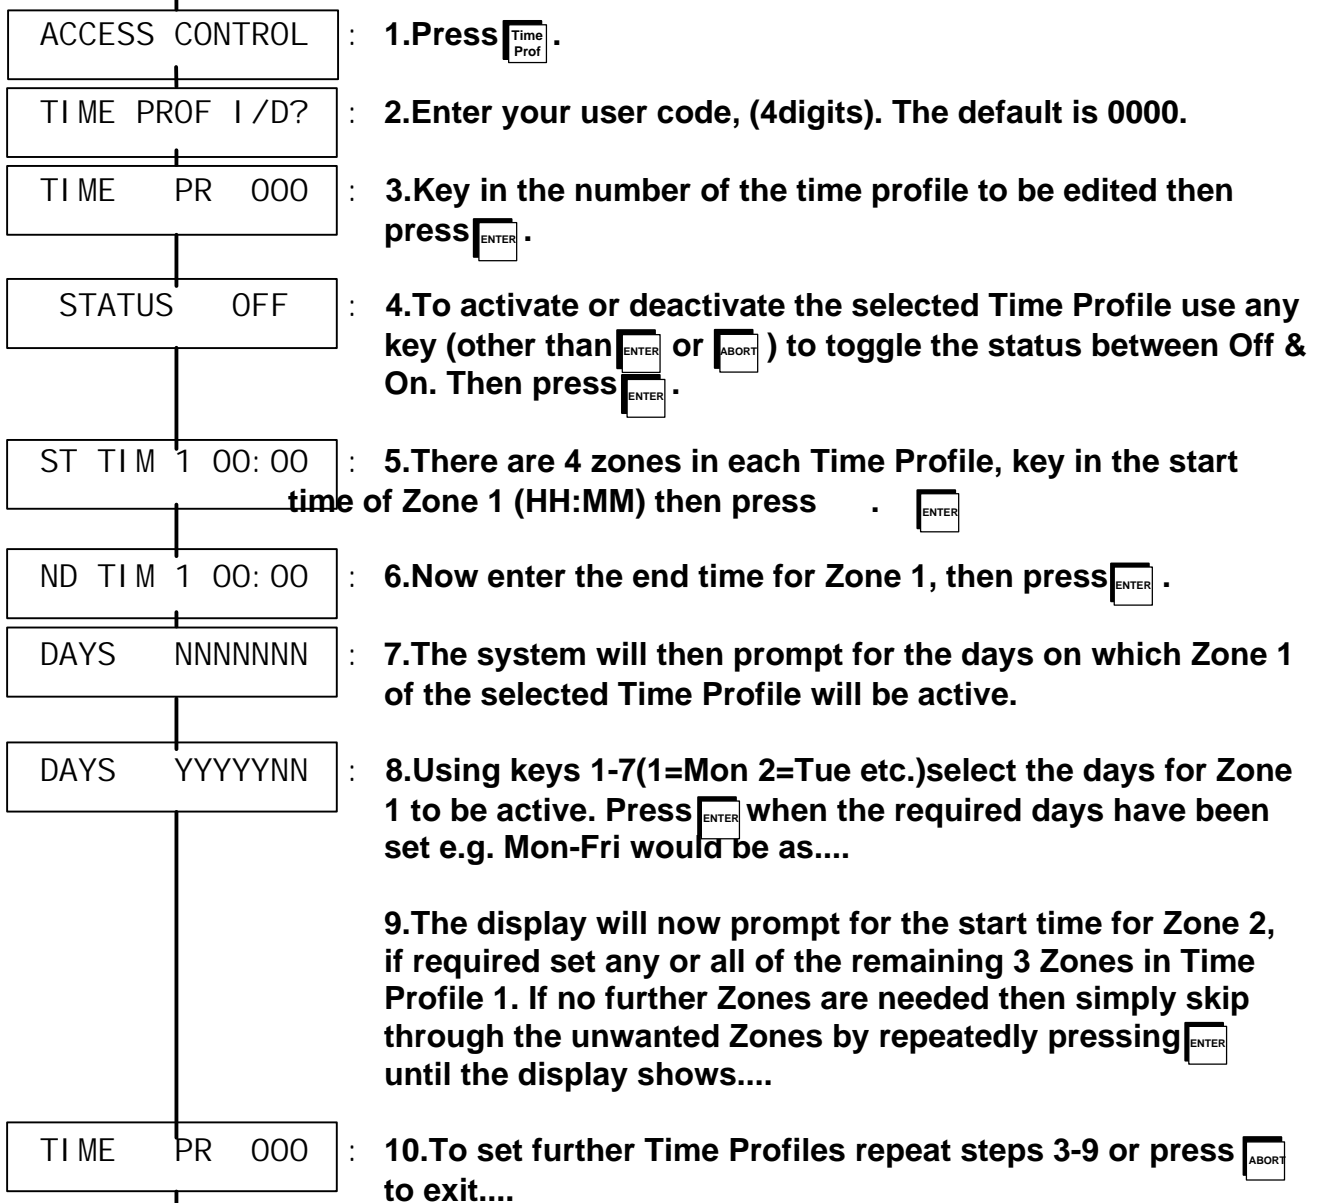 ACCESS CONTROL : 1.Press Time Prof .
TIME PROF I/D? : 2.Enter your user code, (4digits). The default is 0000.
TIME PR 000 : 3.Key in the number of the time profile to be edited then
press ENTER .
STATUS OFF : 4.To activate or deactivate the selected Time Profile use any
key (other than ENTER or ABORT ) to toggle the status between Off &
On. Then press ENTER .
ST TIM 1 00:00 : 5.There are 4 zones in each Time Profile, key in the start
time of Zone 1 (HH:MM) then press . ENTER
ND TIM 1 00:00 : 6.Now enter the end time for Zone 1, then press ENTER .
DAYS NNNNNNN : 7.The system will then prompt for the days on which Zone 1
of the selected Time Profile will be active.
DAYS YYYYYNN : 8.Using keys 1-7(1=Mon 2=Tue etc.)select the days for Zone
1 to be active. Press ENTER when the required days have been
set e.g. Mon-Fri would be as....
9.The display will now prompt for the start time for Zone 2,
if required set any or all of the remaining 3 Zones in Time
Profile 1. If no further Zones are needed then simply skip
through the unwanted Zones by repeatedly pressing ENTER
until the display shows....
TIME PR 000 : 10.To set further Time Profiles repeat steps 3-9 or press ABORT
to exit....